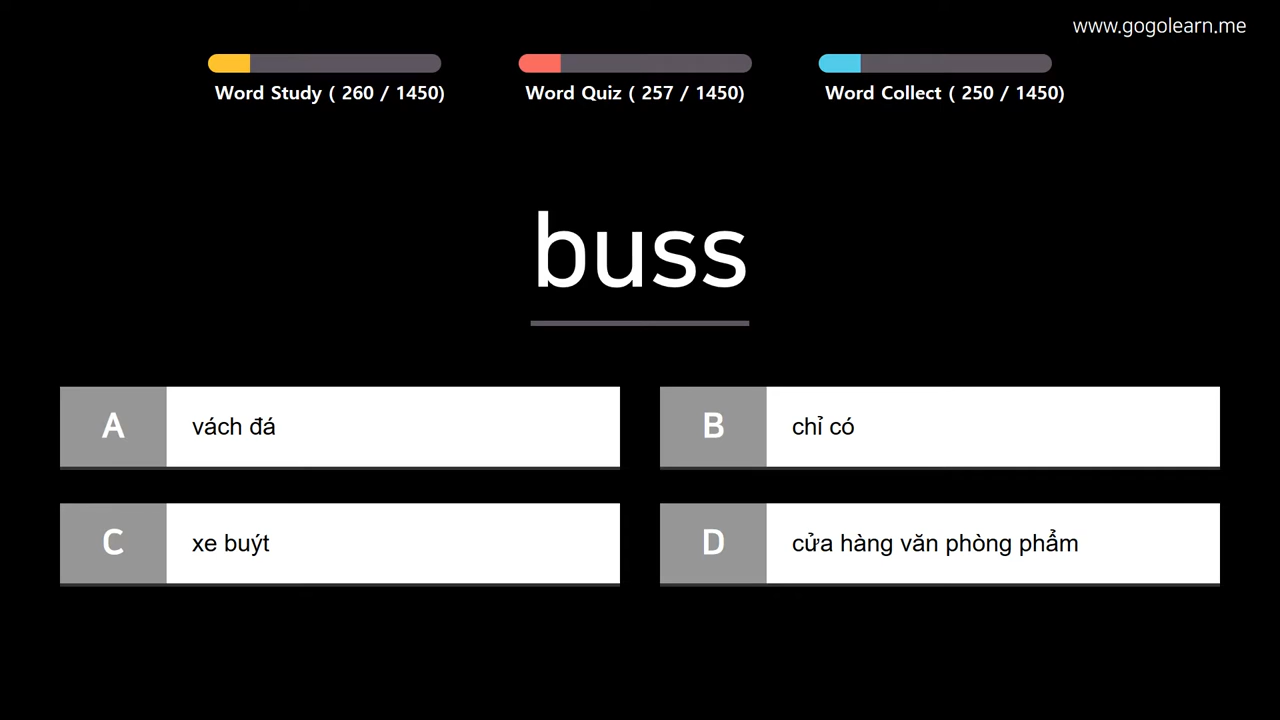 www.gogolearn.me
Word Study ( 260 / 1450)
Word Quiz ( 257 / 1450)
Word Collect ( 250 / 1450)
buss
A
vách đá
B
chỉ có
C
xe buýt
D
cửa hàng văn phòng phẩm